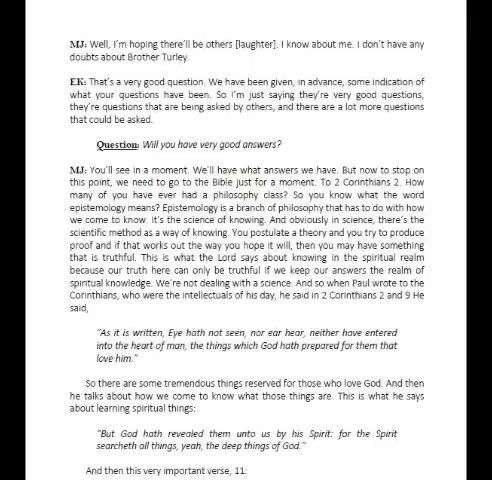 MJ: Well, I'm hoping there'll be others [laughter]. I know about me. I don't have any
doubts about Brother Turley.
EK: That's a very good question. We have been given, in advance, some indication of
what your questions have been. So I'm just saying they're very good questions,
they're questions that are being asked by others, and there are a lot more questions
that could be asked.
Question: Will you have very good answers?
MJ: You'll see in a moment. We'll have what answers we have. But now to stop on
this point, we need to go to the Bible just for a moment. To 2 Corinthians 2. How
many of you have ever had a philosophy class? So you know what the word
epistemology means? Epistemology is a branch of philosophy that has to do with how
we come to know. It's the science of knowing. And obviously in science, there's the
scientific method as a way of knowing. You postulate a theory and you try to produce
proof and if that works out the way you hope it will, then you may have something
that is truthful. This is what the Lord says about knowing in the spiritual realm
because our truth here can only be truthful if we keep our answers the realm of
spiritual knowledge. We're not dealing with a science. And so when Paul wrote to the
Corinthians, who were the intellectuals of his day, he said in 2 Corinthians 2 and 9 He
said,
"As it is written, Eye hath not seen, nor ear hear, neither have entered
into the heart of man, the things which God hath prepared for them that
love him."
So there are some tremendous things reserved for those who love God. And then
he talks about how we come to know what those things are. This is what he says
about learning spiritual things:
"But God hath revealed them unto us by his Spirit: for the Spirit
searcheth all things, yeah, the deep things of God."
And then this very important verse, 11: